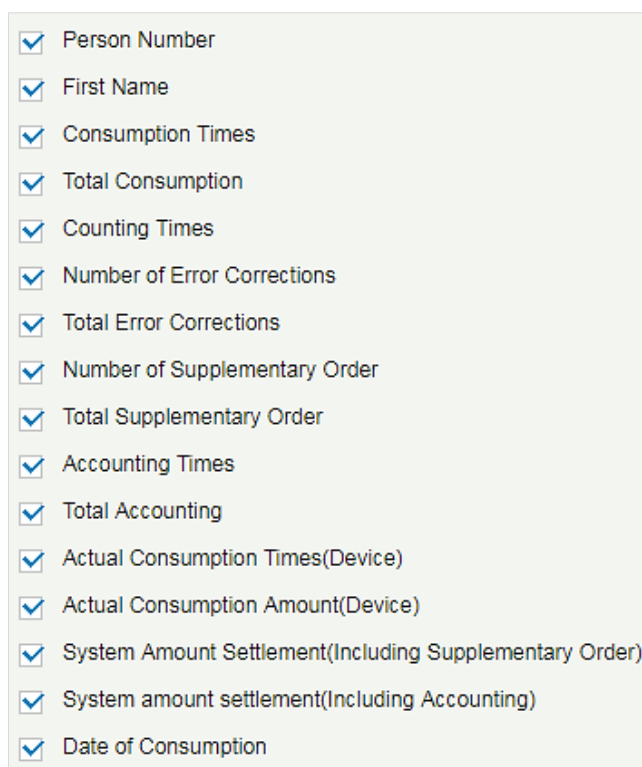 Person Number
First Name
Consumption Times
Total Consumption
Counting Times
Number of Error Corrections
Total Error Corrections
Number of Supplementary Order
Total Supplementary Order
Accounting Times
Total Accounting
Actual Consumption Times(Device)
Actual Consumption Amount(Device)
System Amount Settlement(Including Supplementary Order)
System amount settlement(Including Accounting)
Date of Consumption